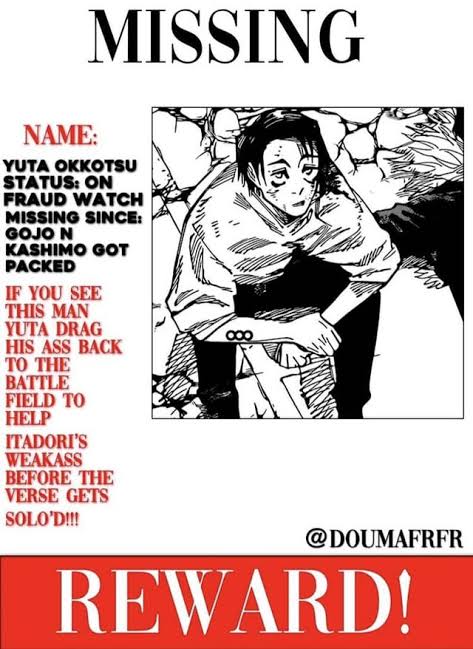 MISSING
NAME:
YUTA OKKOTSU
STATUS: ON
FRAUD WATCH
MISSING SINCE:
GOJO N
KASHIMO GOT
PACKED
IF YOU SEE
THIS MAN
YUTA DRAG
HIS ASS BACK
TO THE
BATTLE
FIELD TO
HELP
ITADORI'S
WEAKASS
BEFORE THE
VERSE GETS
SOLO'D!!!
@DOUMAFRFR
REWARD!